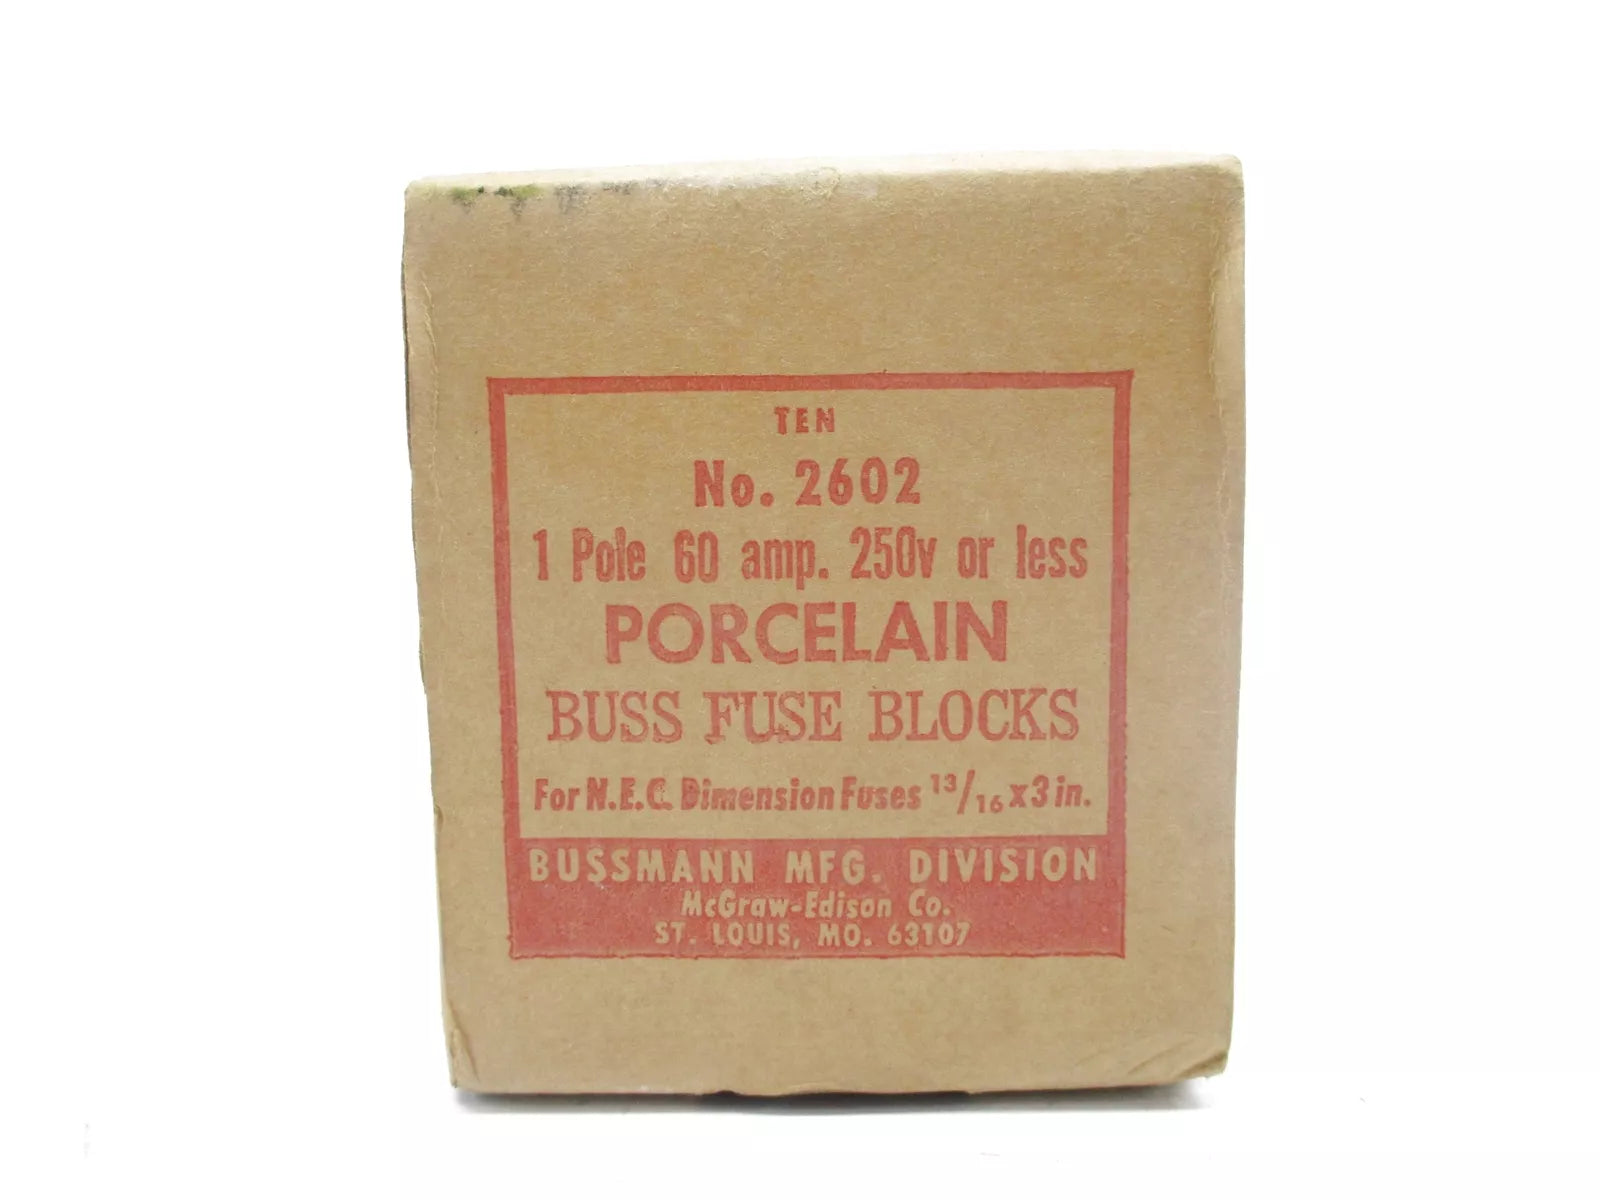 TEN
No. 2602
1 Pole 60 amp. 250v or less
PORCELAIN
BUSS FUSE BLOCKS
For N.E.C. Dimension Fuses 13/16 x 3 in.
BUSSMANN MFG. DIVISION
McGraw-Edison Co.
ST. LOUIS, MO. 63107